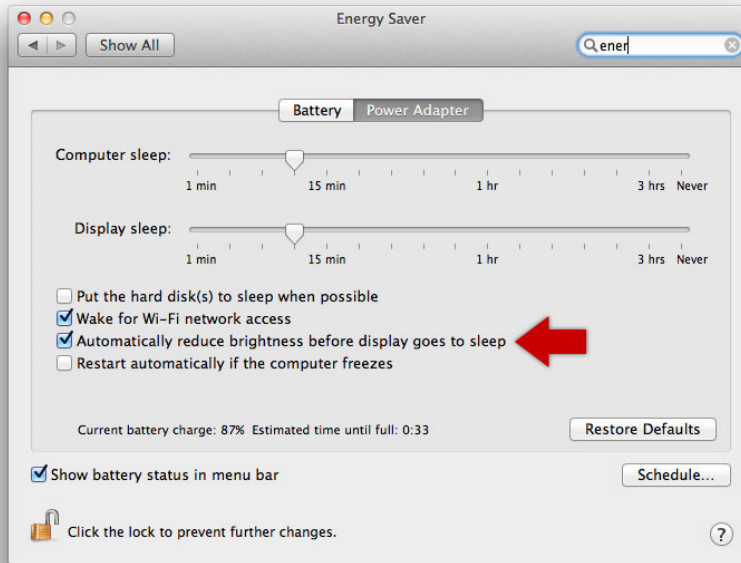 Energy Saver
Show All
ener
Battery Power Adapter
Computer sleep:
1 min 15 min 1 hr 3 hrs Never
Display sleep:
1 min 15 min 1 hr 3 hrs Never
Put the hard disk(s) to sleep when possible
Wake for Wi-Fi network access
Automatically reduce brightness before display goes to sleep
Restart automatically if the computer freezes
Current battery charge: 87% Estimated time until full: 0:33
Restore Defaults
Show battery status in menu bar
Schedule...
Click the lock to prevent further changes.
?